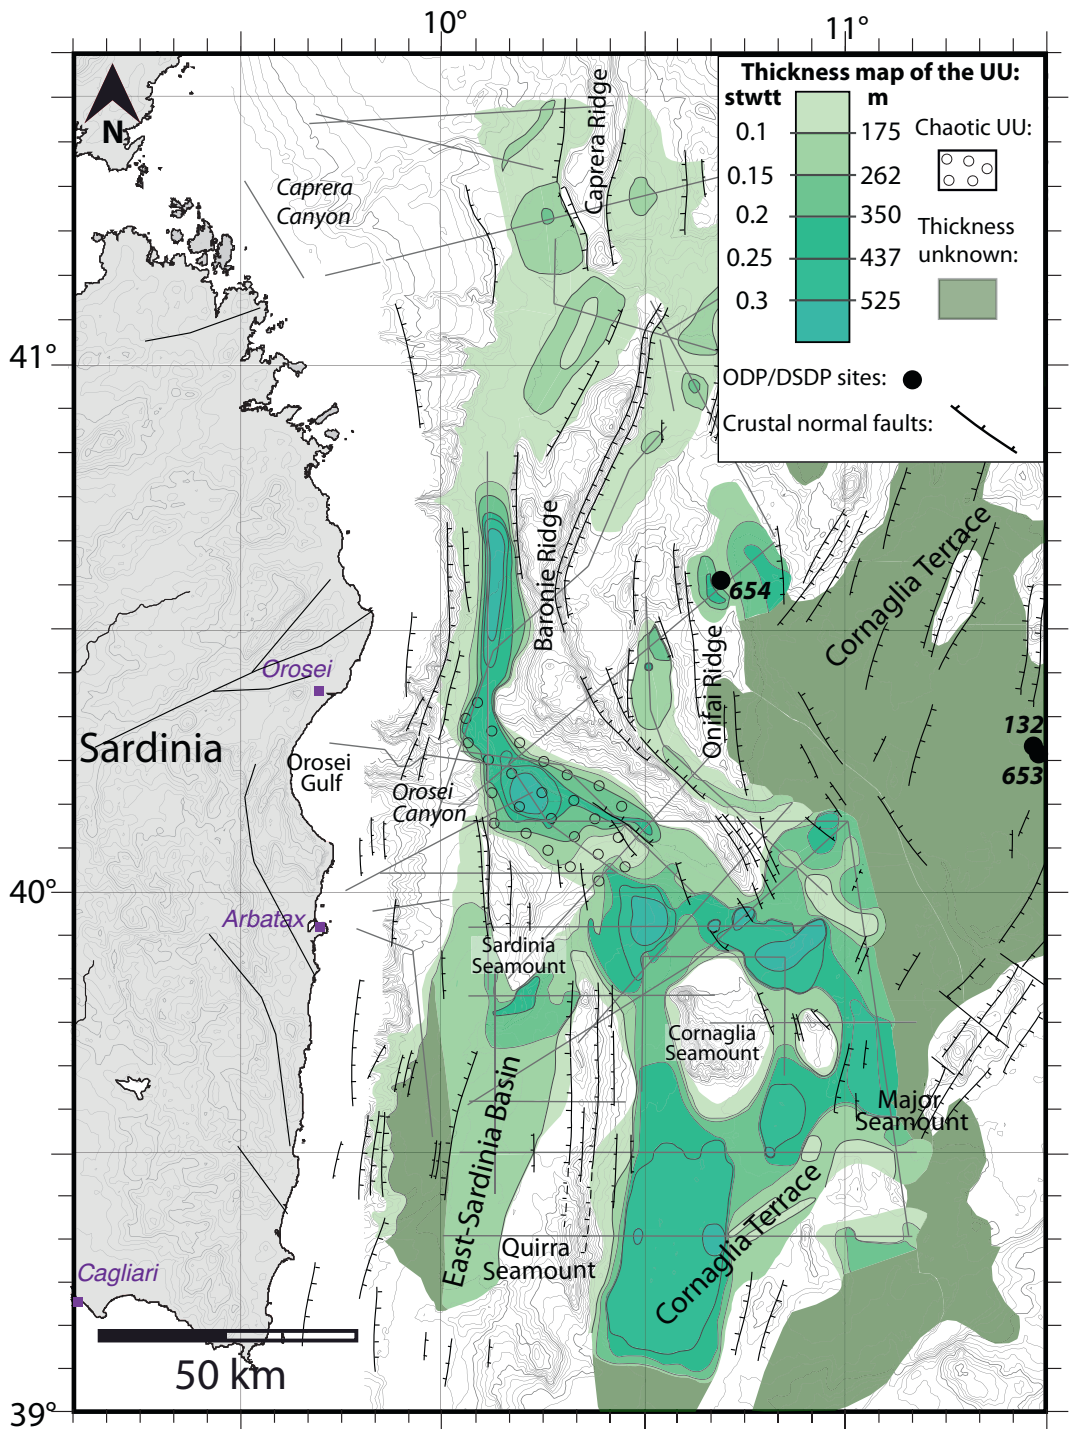 10°
11°
Thickness map of the UU:
stwtt
m
0.1
175
0.15
262
0.2
350
0.25
437
0.3
525
Chaotic UU:
Thickness
unknown:
ODP/DSDP sites:
Crustal normal faults:
N
Caprera
Canyon
Caprera Ridge
41°
Baronie Ridge
654
Cornaglia Terrace
Orosei
Onifai Ridge
132
653
Sardinia
Orosei
Gulf
Orosei
Canyon
40°
Arbatax
Sardinia
Seamount
Cornaglia
Seamount
Major
Seamount
East-Sardinia Basin
Cornaglia Terrace
Quirra
Seamount
Cagliari
50 km
39°